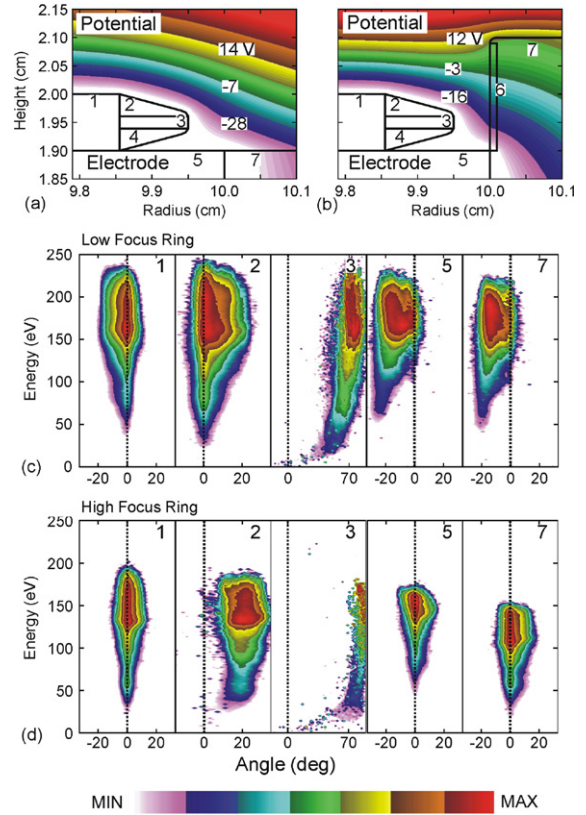 2.15
2.10
2.05
2.00
1.95
1.90
1.85
Height (cm)
Potential
14 V
-7
-28
1
2
3
4
5
7
Electrode
9.8
9.9
10.0
10.1
(a)
Radius (cm)
Potential
12 V
7
-3
-16
6
1
2
3
4
5
Electrode
9.8
9.9
10.0
10.1
(b)
Radius (cm)
Low Focus Ring
250
200
150
100
50
0
Energy (eV)
1
2
3
5
7
-20 0 0 20 0 70 -20 0 -20 0 20
(c)
High Focus Ring
250
200
150
100
50
0
Energy (eV)
1
2
3
5
7
-20 0 0 20 0 70 -20 0 -20 0 20
(d)
Angle (deg)
MIN MAX